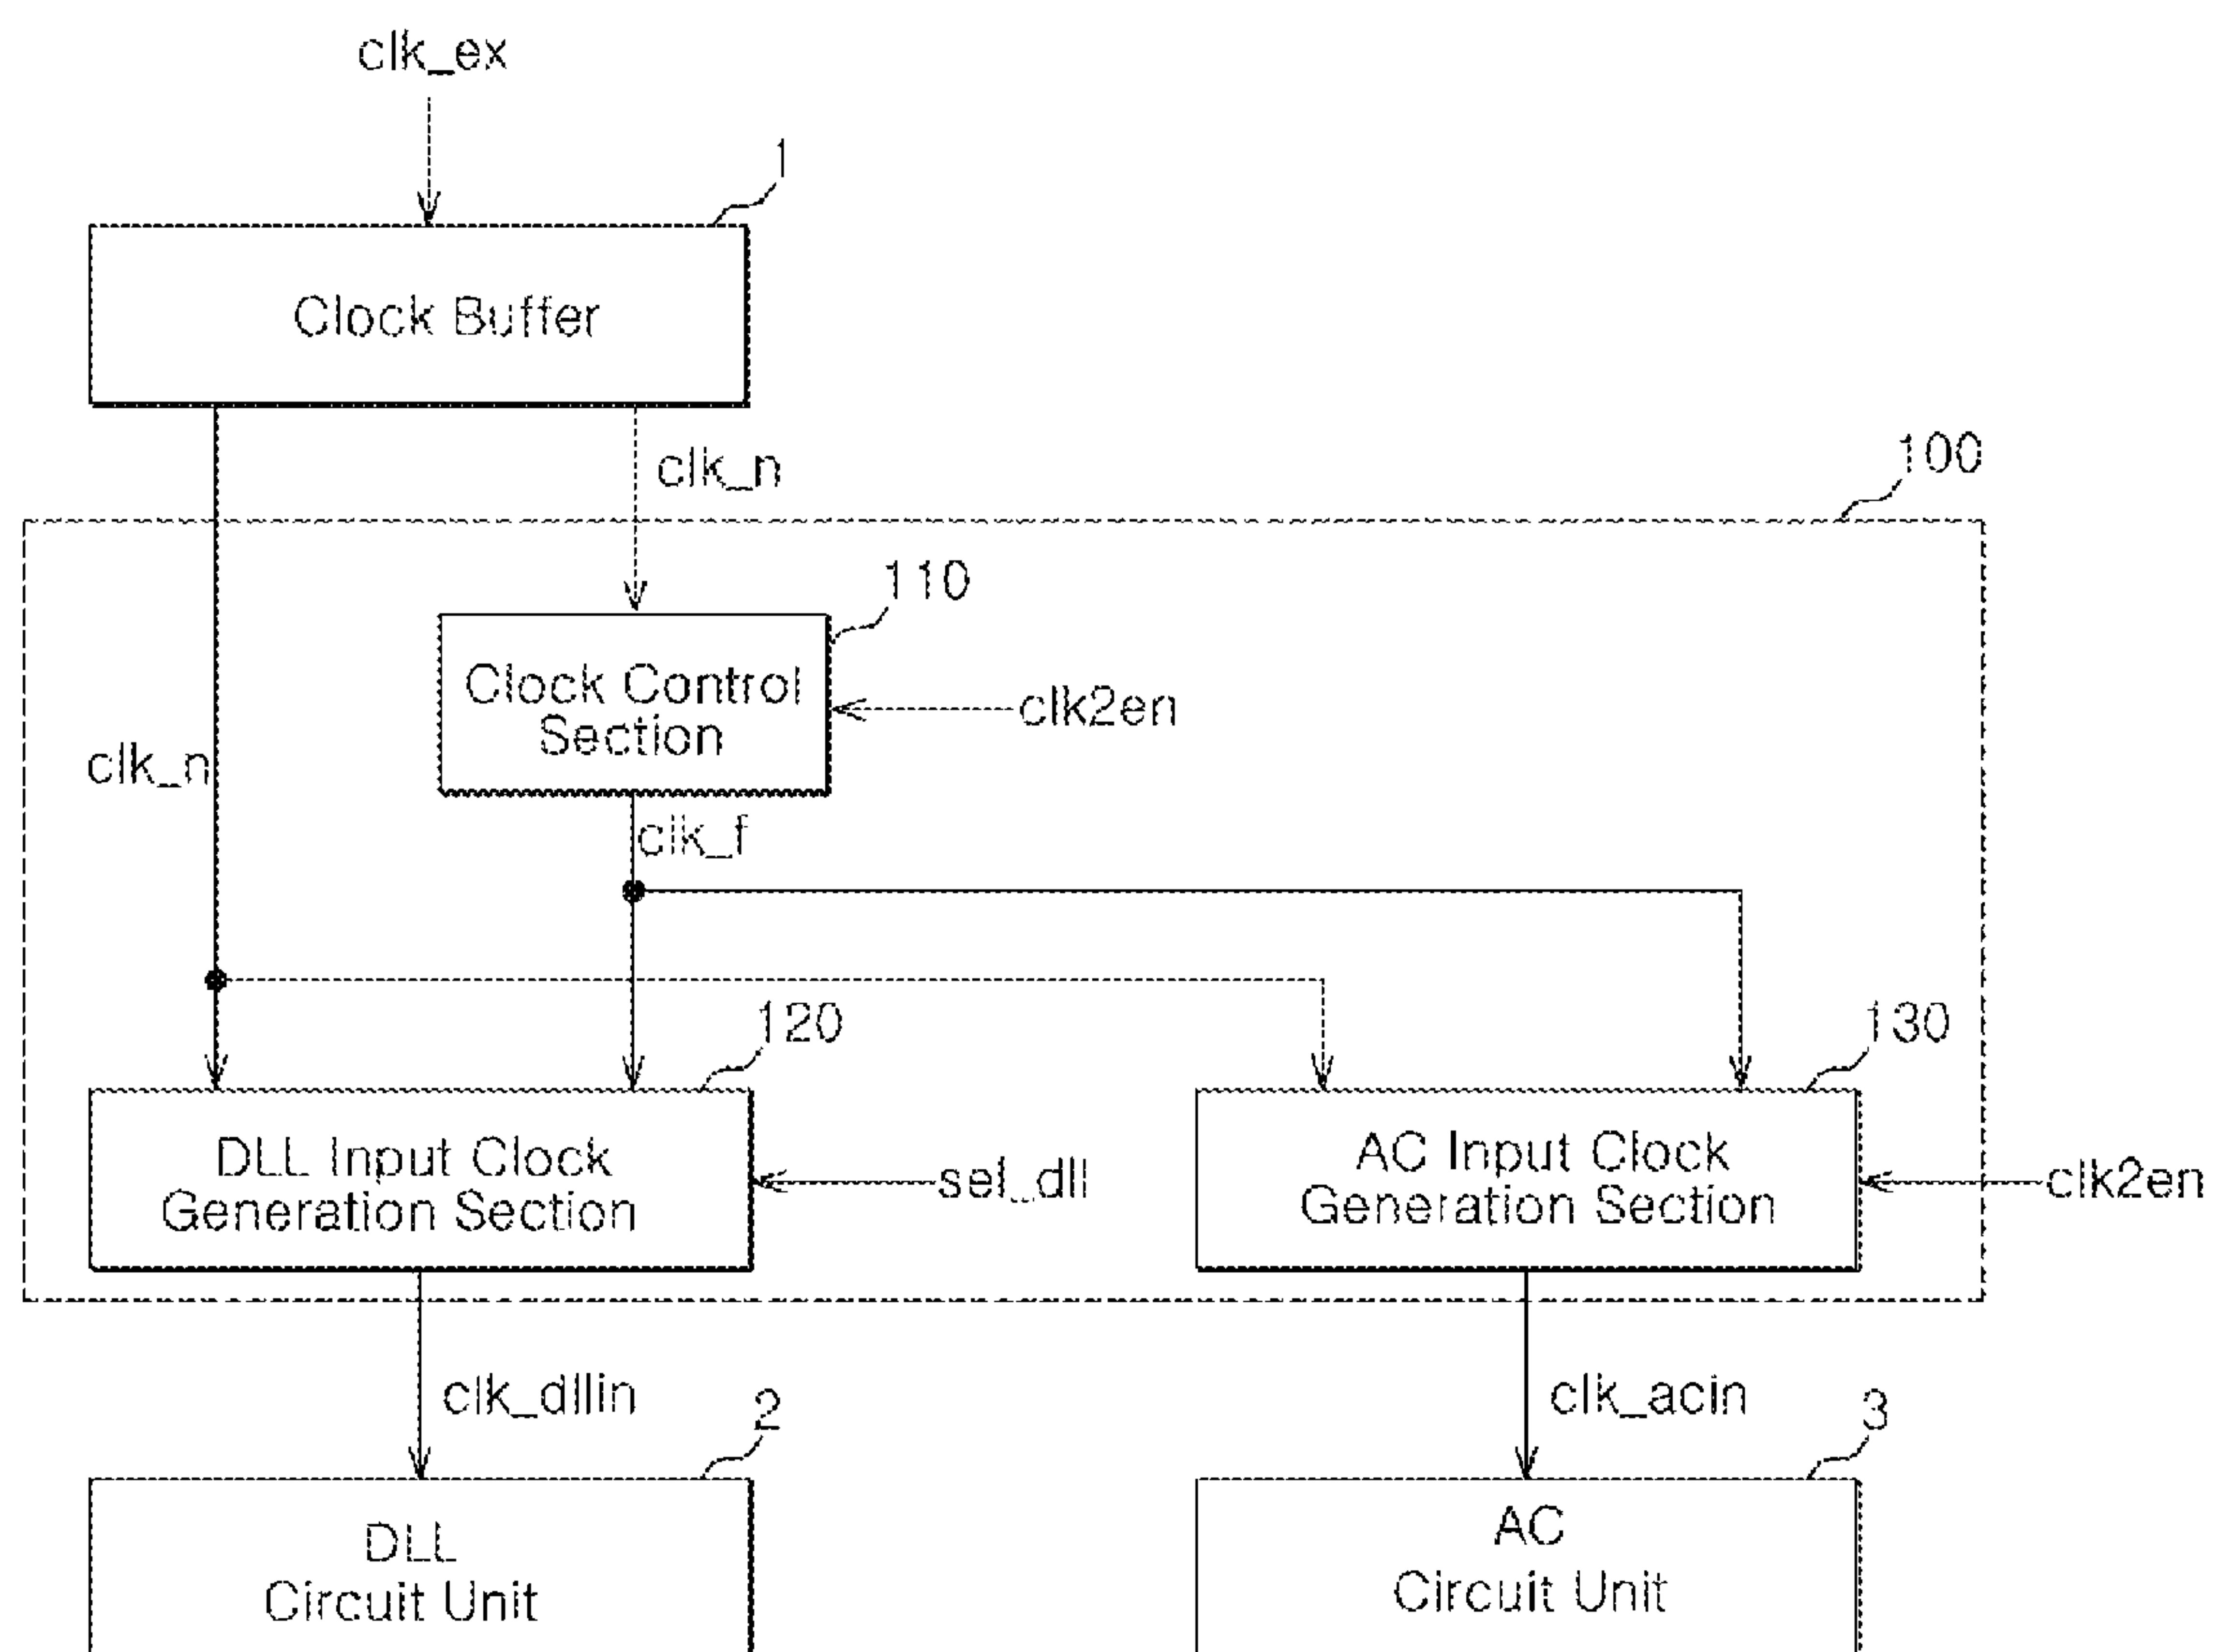 clk_ex
1
Clock Buffer
clk_n
100
110
Clock Control
Section
clk2en
clk_n
clk_f
120
130
DLL Input Clock
Generation Section
sel_dll
AC Input Clock
Generation Section
clk2en
clk_dllin
2
clk_acin
3
DLL
Circuit Unit
AC
Circuit Unit